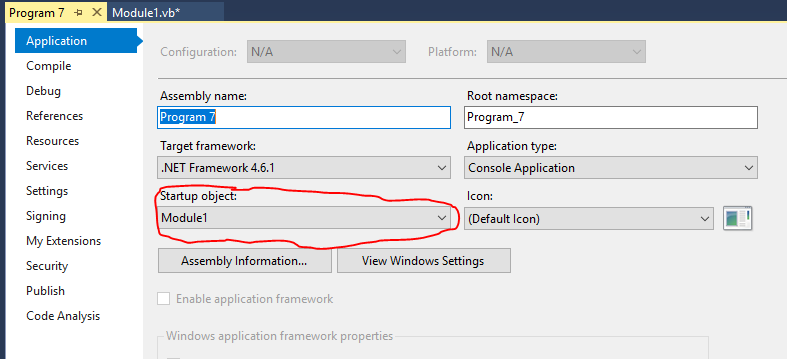 Program 7 Module1.vb*
Application
Compile
Debug
References
Resources
Services
Settings
Signing
My Extensions
Security
Publish
Code Analysis
Configuration: N/A Platform: N/A
Assembly name: Root namespace:
Program 7 Program_7
Target framework: Application type:
.NET Framework 4.6.1 Console Application
Startup object: Icon:
Module1 (Default Icon)
Assembly Information... View Windows Settings
Enable application framework
Windows application framework properties